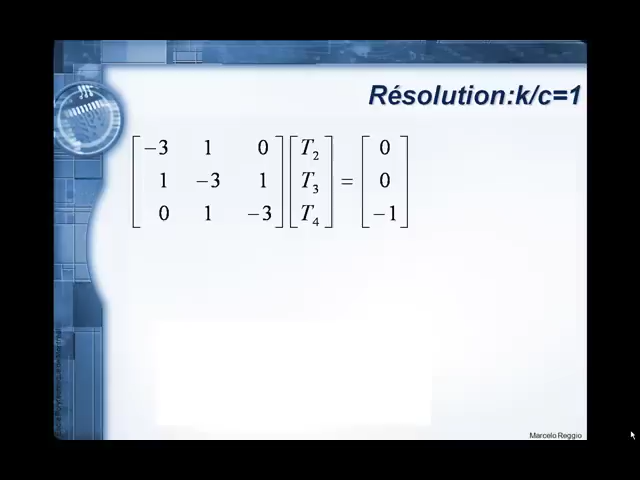 Résolution:k/c=1
−3 1 0 T2 0
1 −3 1 T3 = 0
0 1 −3 T4 −1
Marcelo Reggio